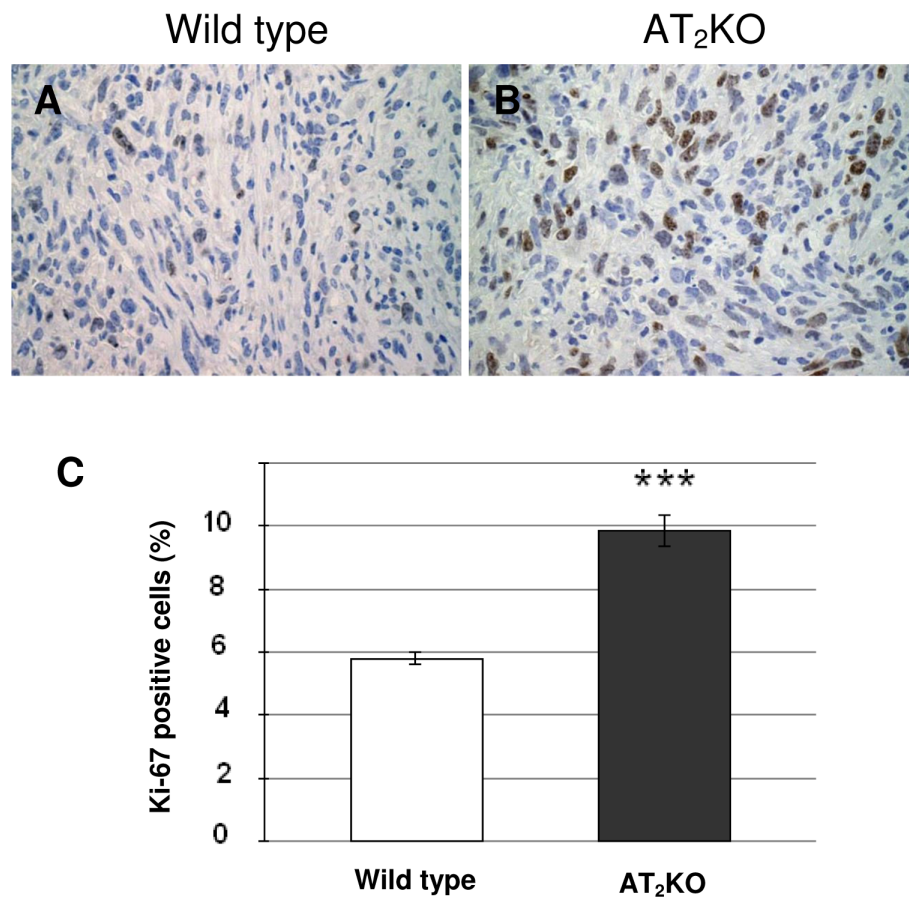 Wild type AT₂KO
A B
C
***
Ki-67 positive cells (%)
10
8
6
4
2
0
Wild type AT₂KO